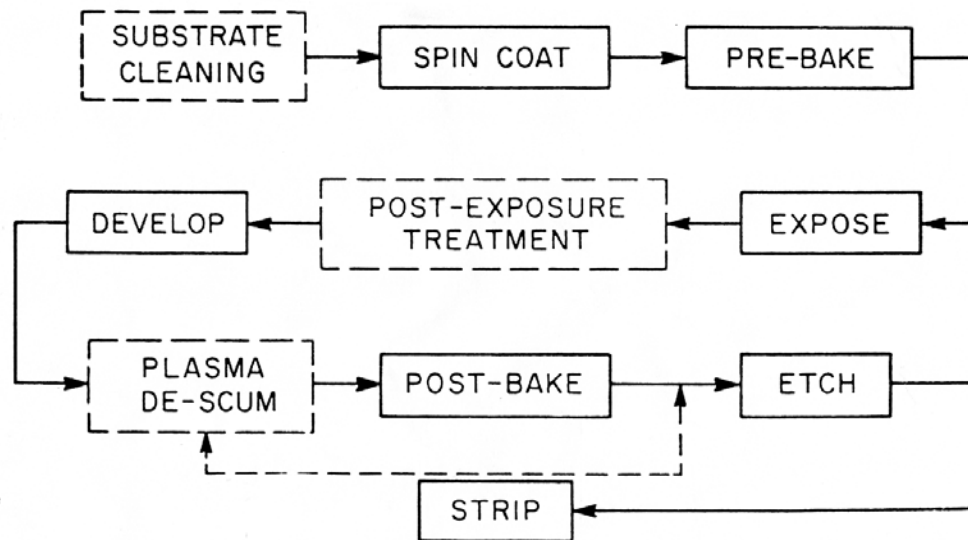 SUBSTRATE
CLEANING
SPIN COAT
PRE-BAKE
DEVELOP
POST-EXPOSURE
TREATMENT
EXPOSE
PLASMA
DE-SCUM
POST-BAKE
ETCH
STRIP